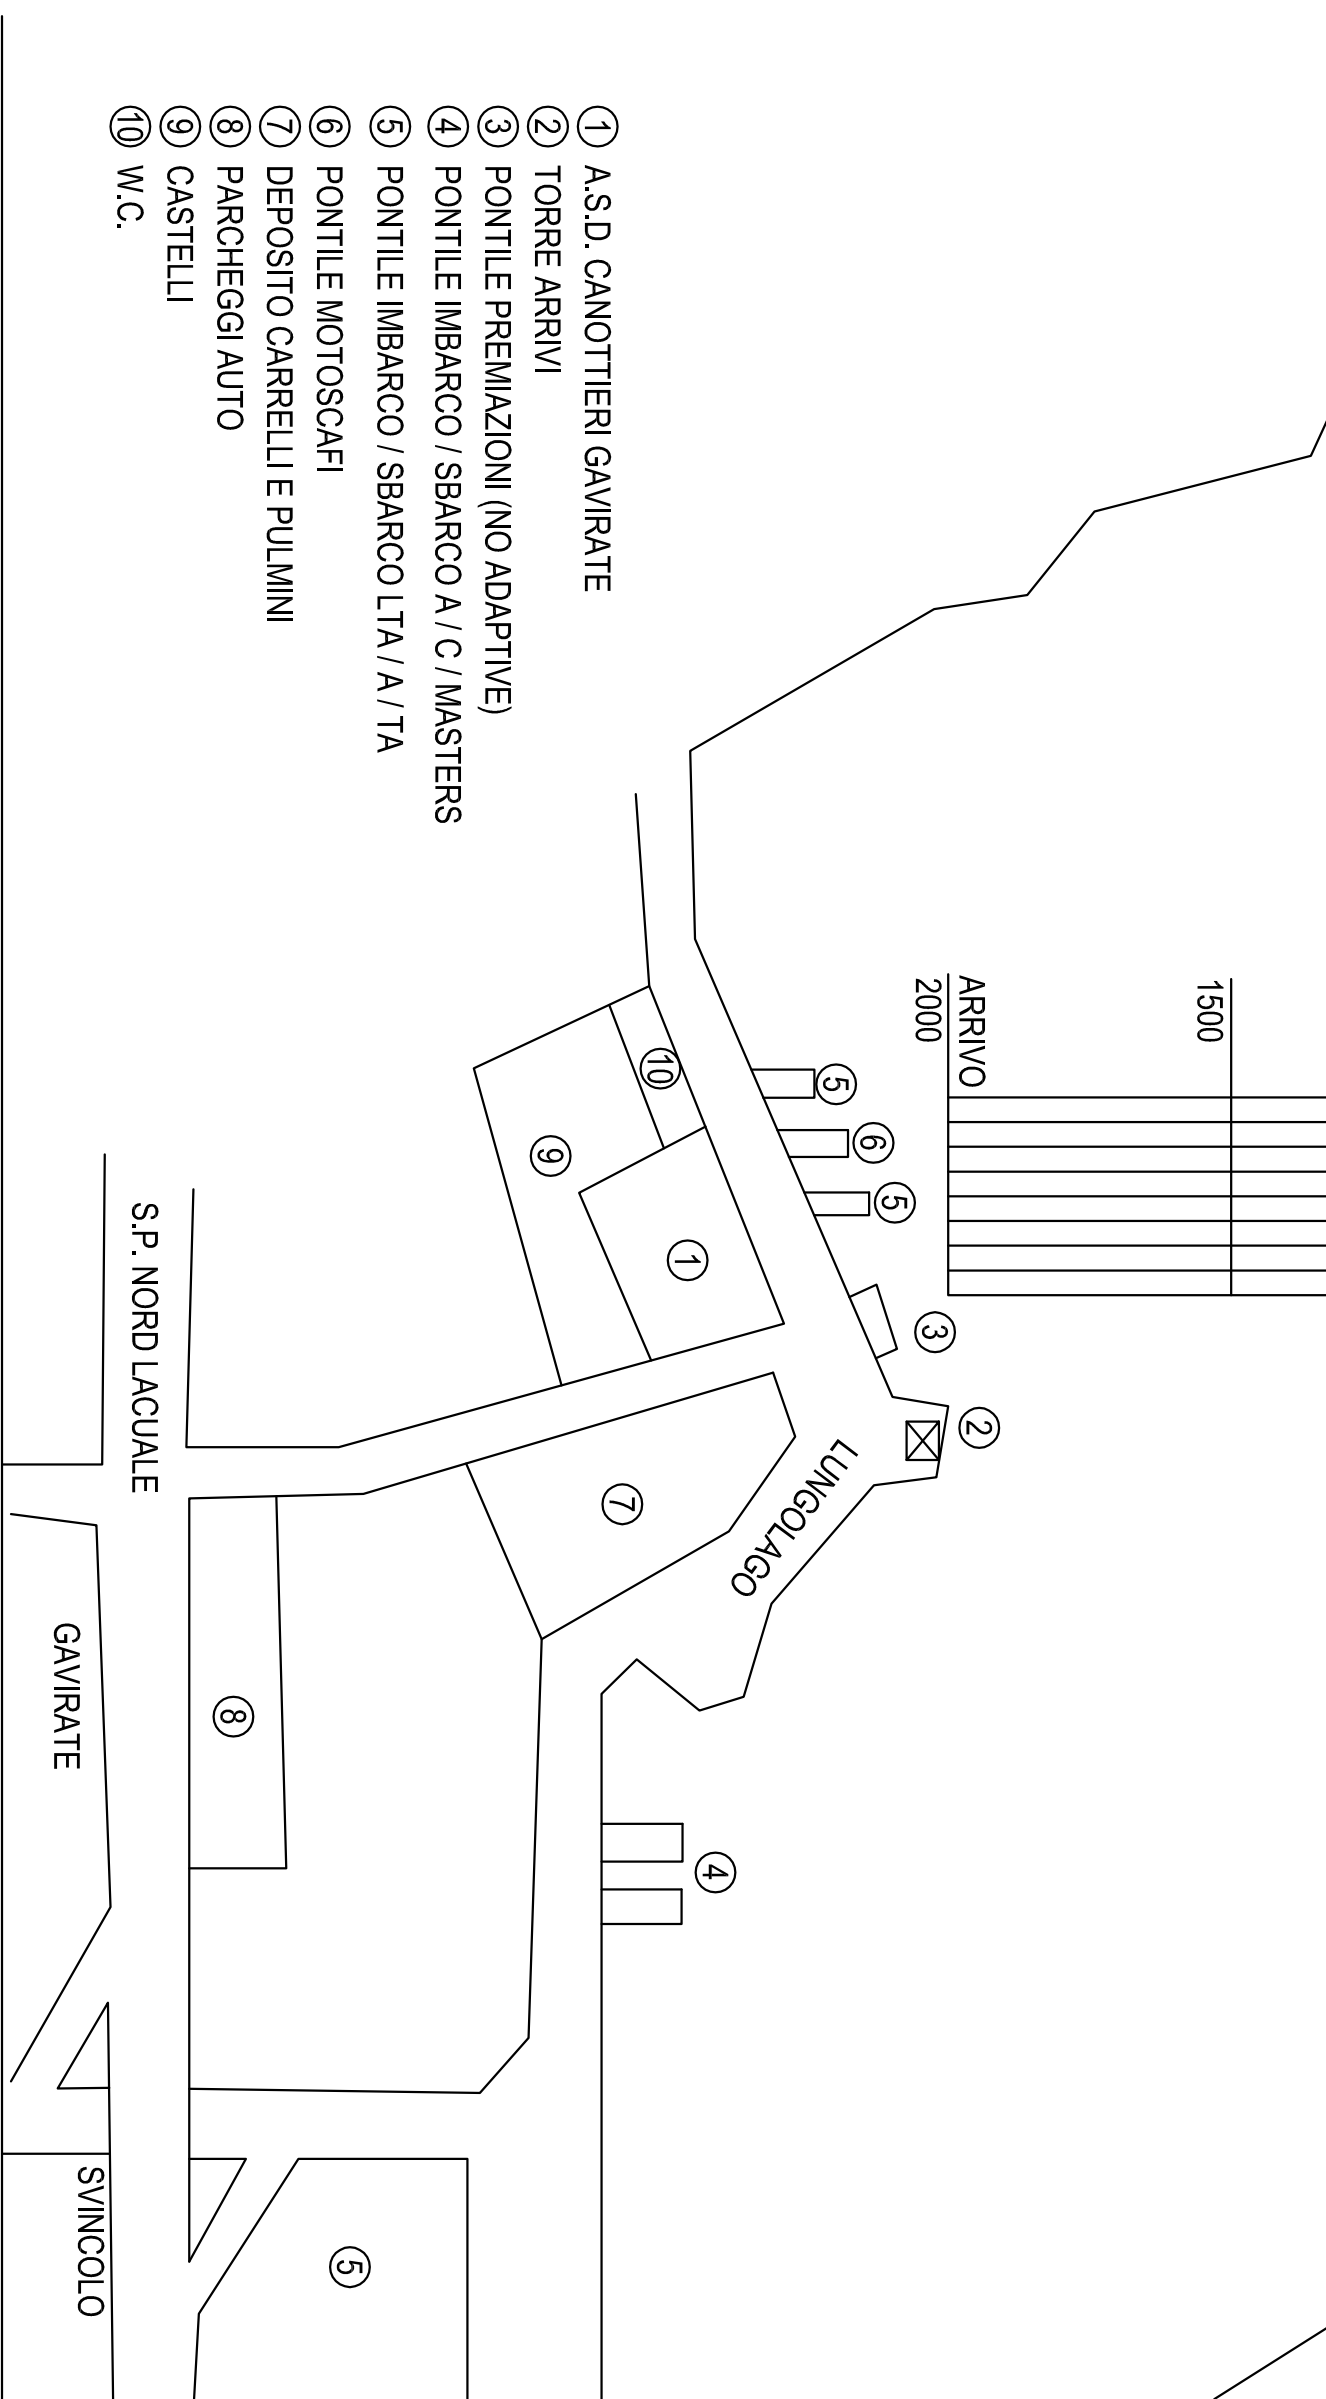 ① A.S.D. CANOTTIERI GAVIRATE
② TORRE ARRIVI
③ PONTILE PREMIAZIONI (NO ADAPTIVE)
④ PONTILE IMBARCO / SBARCO A / C / MASTERS
⑤ PONTILE IMBARCO / SBARCO LTA / A / TA
⑥ PONTILE MOTOSCAFI
⑦ DEPOSITO CARRELLI E PULMINI
⑧ PARCHEGGI AUTO
⑨ CASTELLI
⑩ W.C.
1500
ARRIVO
2000
⑤
⑥
⑤
③
②
⑩
⑨
①
LUNGOLAGO
⑦
④
⑧
⑤
S.P. NORD LACUALE
GAVIRATE
SVINCOLO